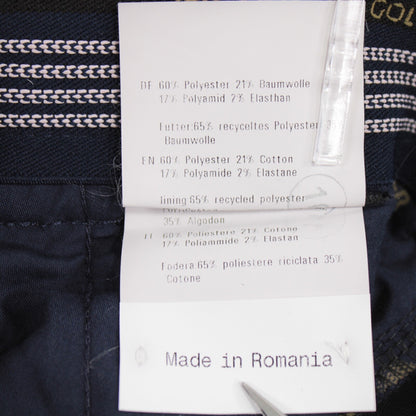 GOL
DE 60% Polyester 21% Baumwolle
17% Polyamid 2% Elasthan
Futter:65% recyceltes Polyester 3
Baumwolle
EN 60% Polyester 21% Cotton
17% Polyamide 2% Elastane
lining:65% recycled polyester
35% Algodon
IT 60% Poliestere 21% Cotone
17% Poliammide 2% Elastan
Fodera:65% poliestere riciclata 35%
Cotone
Made in Romania